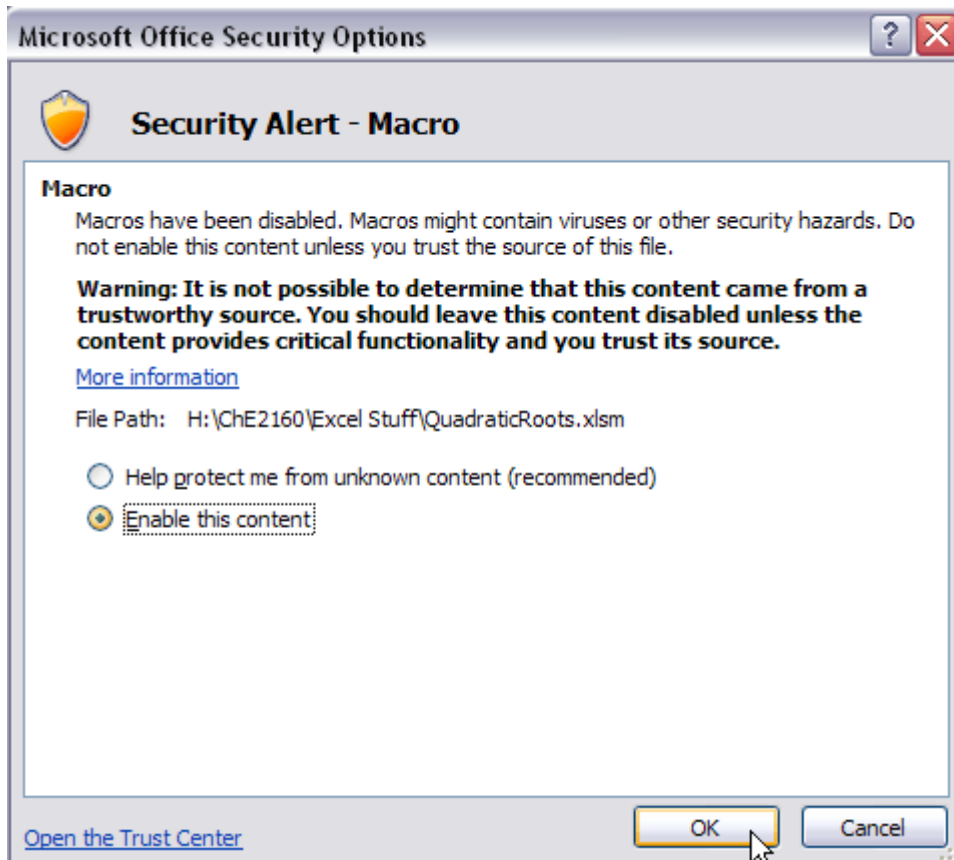 Microsoft Office Security Options
?
Security Alert - Macro
Macro
Macros have been disabled. Macros might contain viruses or other security hazards. Do
not enable this content unless you trust the source of this file.
Warning: It is not possible to determine that this content came from a
trustworthy source. You should leave this content disabled unless the
content provides critical functionality and you trust its source.
More information
File Path: H:\ChE2160\Excel Stuff\QuadraticRoots.xlsm
Help protect me from unknown content (recommended)
Enable this content
Open the Trust Center
OK
Cancel